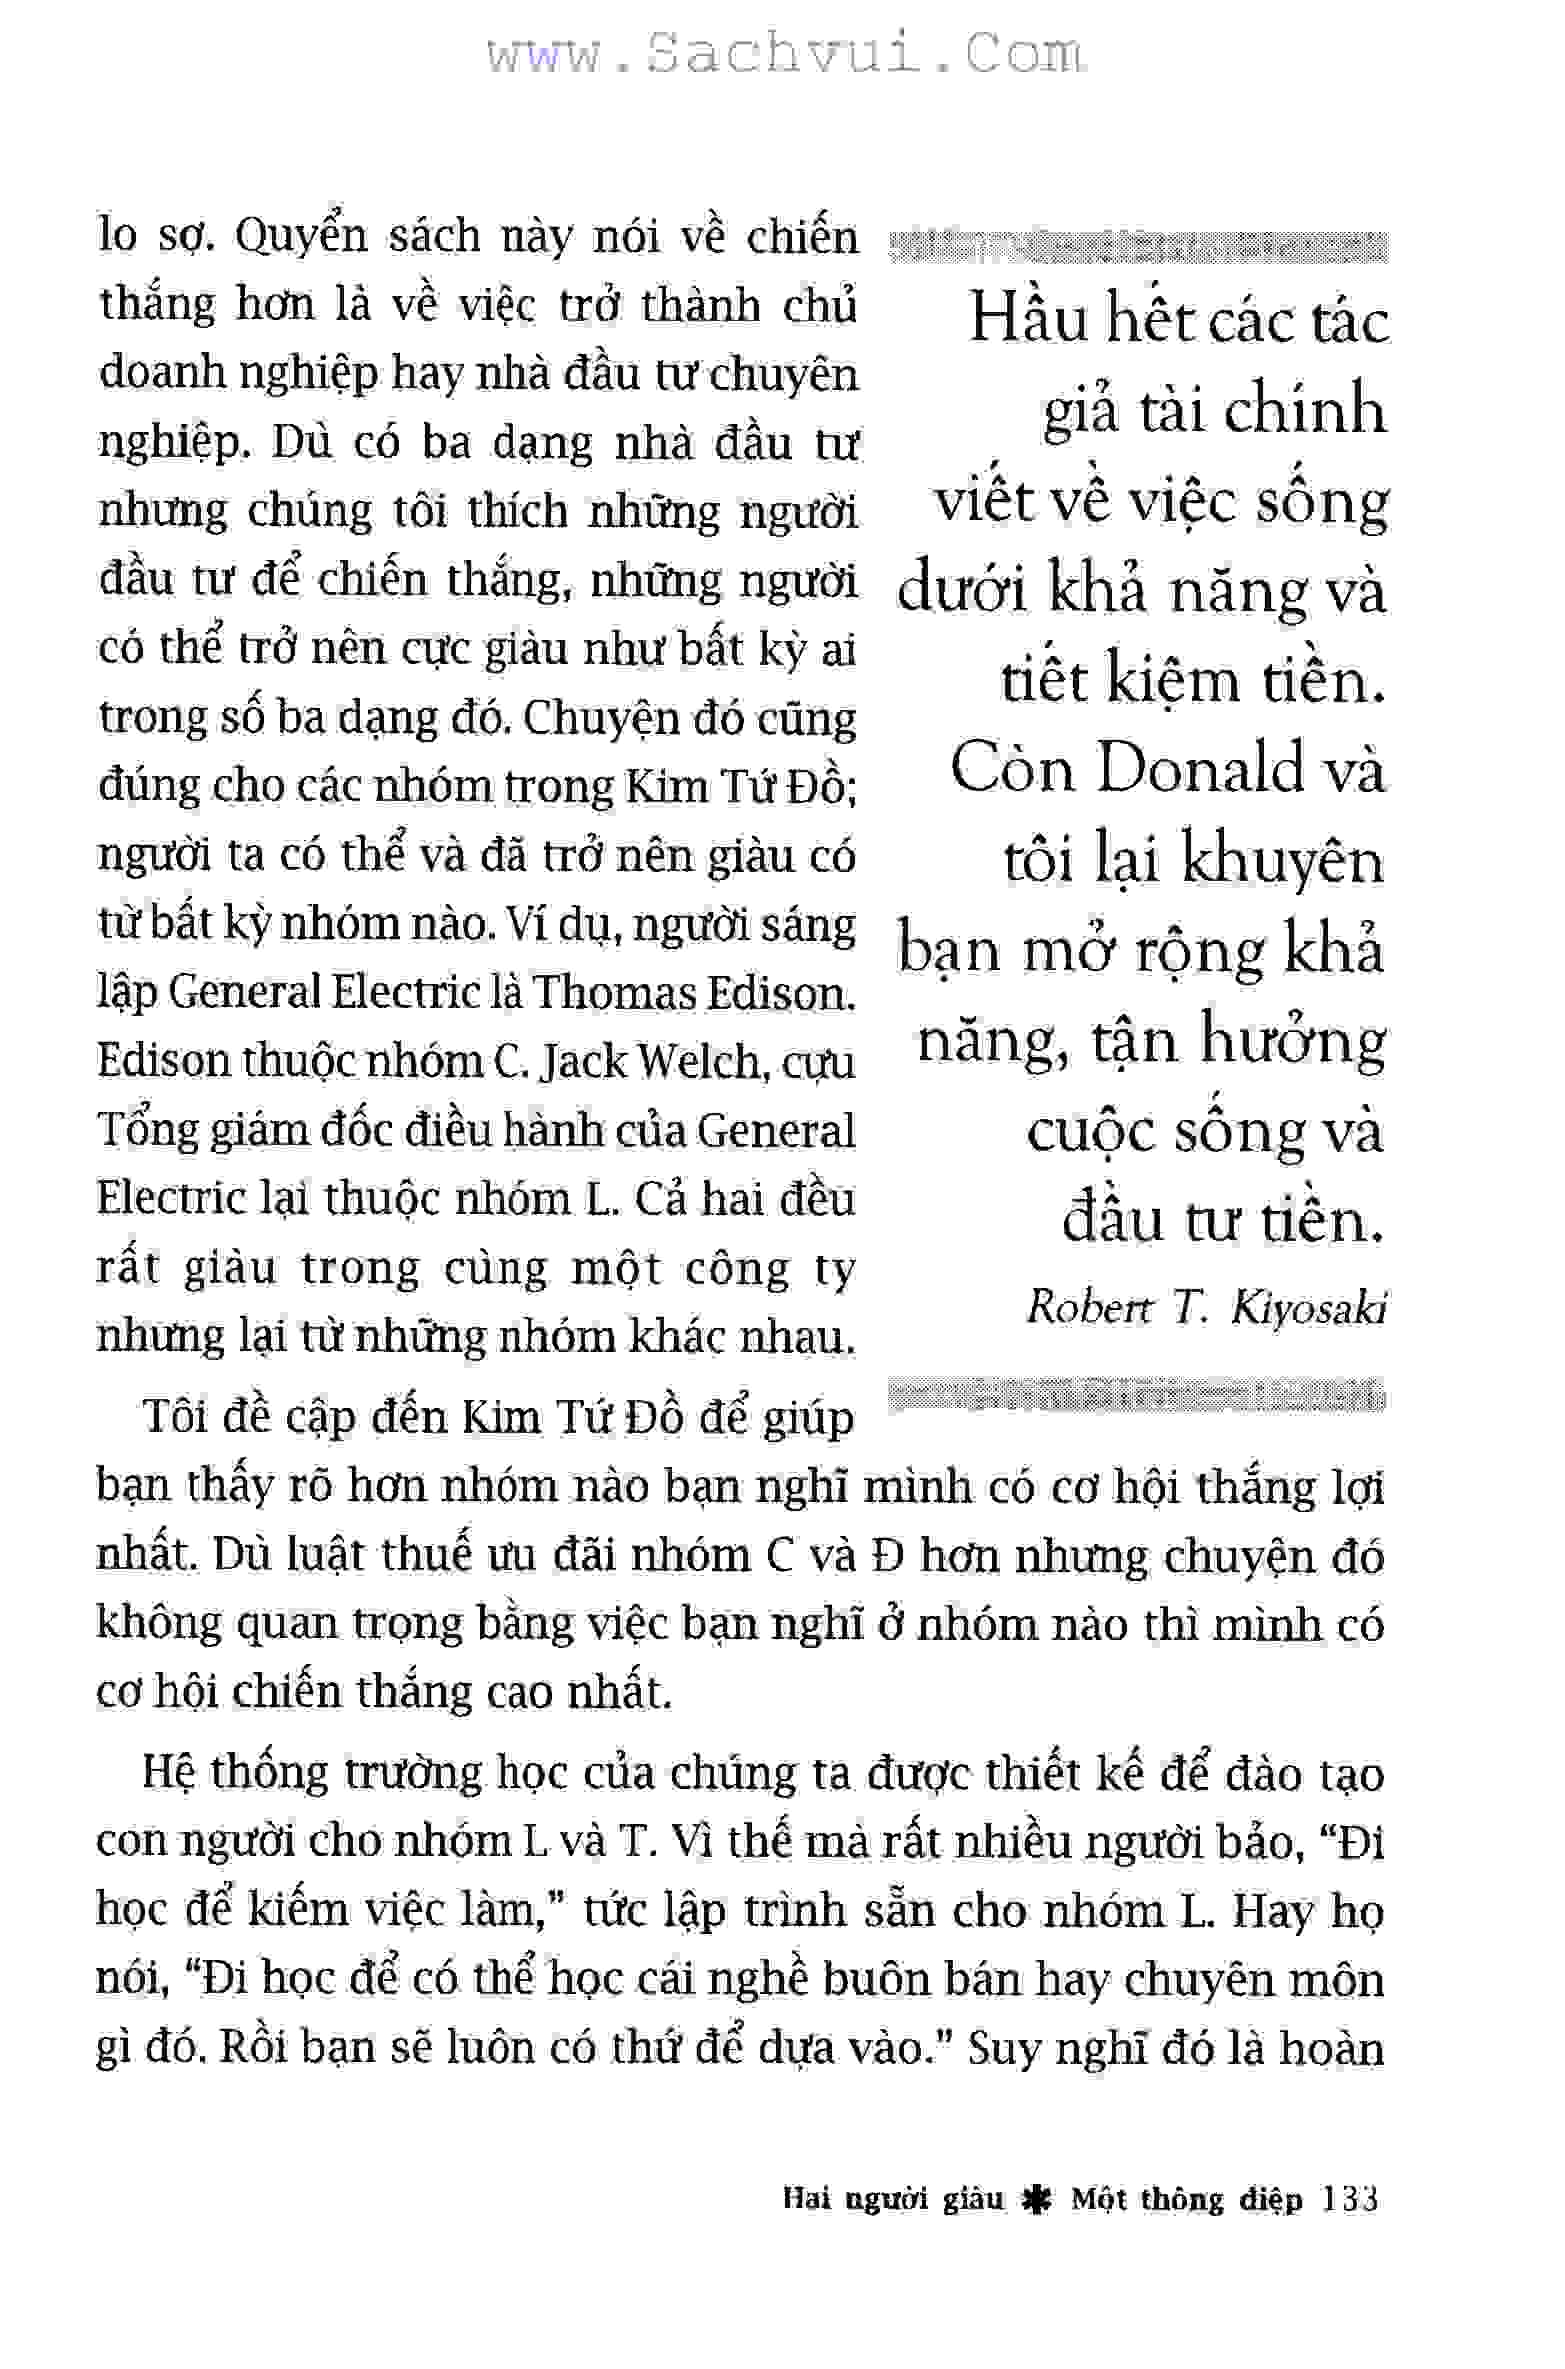 www.Sachvui.Com
lo sợ. Quyển sách này nói về chiến
thắng hơn là về việc trở thành chủ
doanh nghiệp hay nhà đầu tư chuyên
nghiệp. Dù có ba dạng nhà đầu tư
nhưng chúng tôi thích những người
đầu tư để chiến thắng, những người
có thể trở nên cực giàu như bất kỳ ai
trong số ba dạng đó. Chuyện đó cũng
đúng cho các nhóm trong Kim Tứ Đồ;
người ta có thể và đã trở nên giàu có
từ bất kỳ nhóm nào. Ví dụ, người sáng
lập General Electric là Thomas Edison.
Edison thuộc nhóm C. Jack Welch, cựu
Tổng giám đốc điều hành của General
Electric lại thuộc nhóm L. Cả hai đều
rất giàu trong cùng một công ty
nhưng lại từ những nhóm khác nhau.
Hầu hết các tác
giả tài chính
viết về việc sống
dưới khả năng và
tiết kiệm tiền.
Còn Donald và
tôi lại khuyên
bạn mở rộng khả
năng, tận hưởng
cuộc sống và
đầu tư tiền.
Robert T. Kiyosaki
Tôi đề cập đến Kim Tứ Đồ để giúp
bạn thấy rõ hơn nhóm nào bạn nghĩ mình có cơ hội thắng lợi
nhất. Dù luật thuế ưu đãi nhóm C và Đ hơn nhưng chuyện đó
không quan trọng bằng việc bạn nghĩ ở nhóm nào thì mình có
cơ hội chiến thắng cao nhất.
Hệ thống trường học của chúng ta được thiết kế để đào tạo
con người cho nhóm L và T. Vì thế mà rất nhiều người bảo, “Đi
học để kiếm việc làm,” tức lập trình sẵn cho nhóm L. Hay họ
nói, “Đi học để có thể học cái nghề buôn bán hay chuyên môn
gì đó. Rồi bạn sẽ luôn có thứ để dựa vào.” Suy nghĩ đó là hoàn
Hai người giàu ✱ Một thông điệp 133